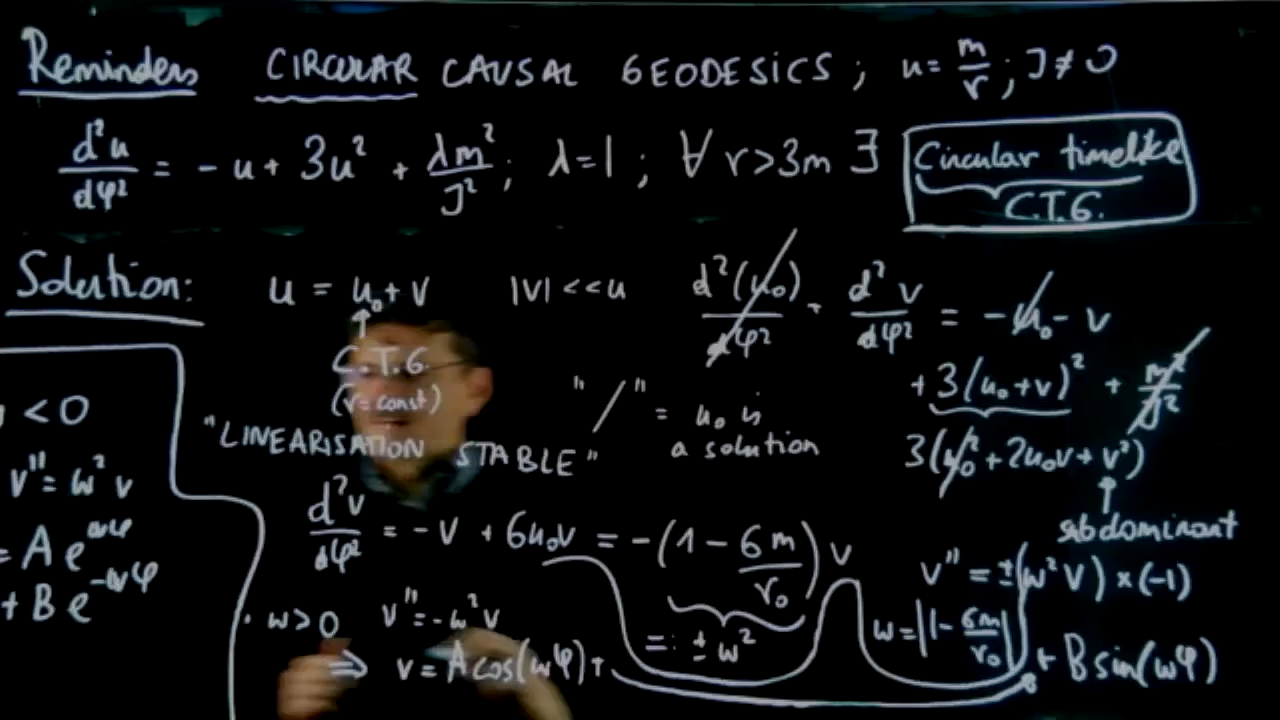 Reminders CIRCULAR CAUSAL GEODESICS ; u = m/r ; J ≠ 0
d²u/dφ² = - u + 3u² + λm²/J² ; λ=1 ; ∀ r>3m ∃ Circular timelike
C.T.G.
Solution: u = u₀ + v |v| << u d²(u₀)/dφ² + d²v/dφ² = - u₀ - v
C.T.G. + 3(u₀+v)² + m²/J²
(r=const) "/" = u₀ is
"LINEARISATION STABLE" a solution 3(u₀² + 2u₀v + v²)
subdominant
d²v/dφ² = - v + 6u₀v = -(1 - 6m/r₀) v v'' = ±(w²v) ×(-1)
=: ± w² w = |1 - 6m/r₀|
· w>0 v'' = -w²v
⇒ v = A cos(wφ) + + B sin(wφ)
< 0
v'' = w² v
= A e^wφ
+ B e^-wφ